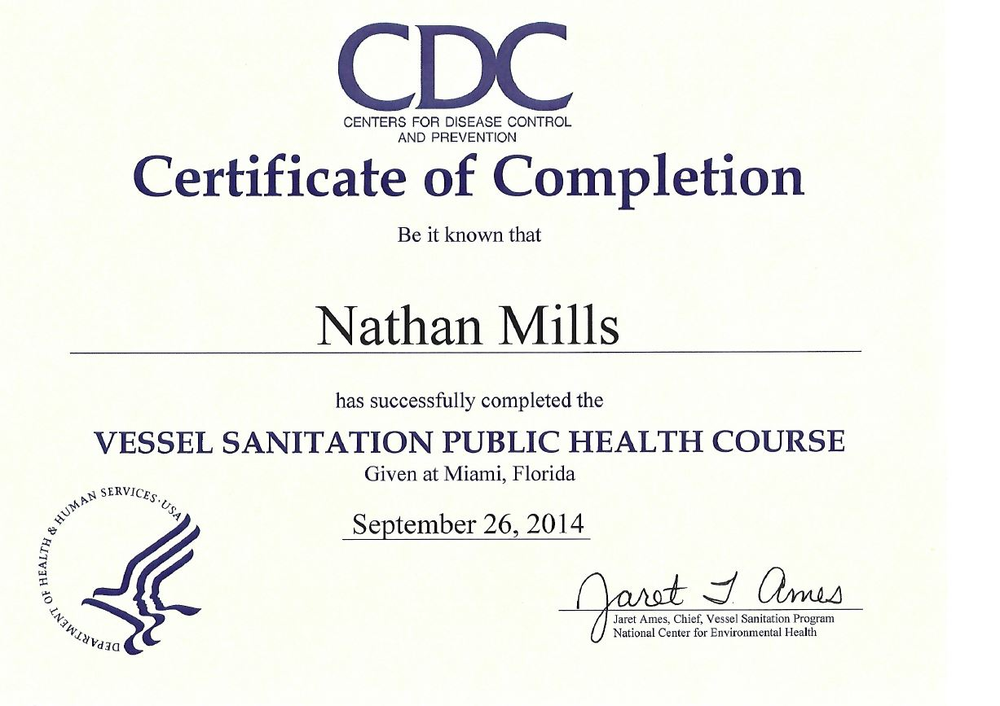 CDC
CENTERS FOR DISEASE CONTROL
AND PREVENTION
Certificate of Completion
Be it known that
Nathan Mills
has successfully completed the
VESSEL SANITATION PUBLIC HEALTH COURSE
Given at Miami, Florida
September 26, 2014
DEPARTMENT OF HEALTH & HUMAN SERVICES · USA
Jaret T. Ames
Jaret Ames, Chief, Vessel Sanitation Program
National Center for Environmental Health